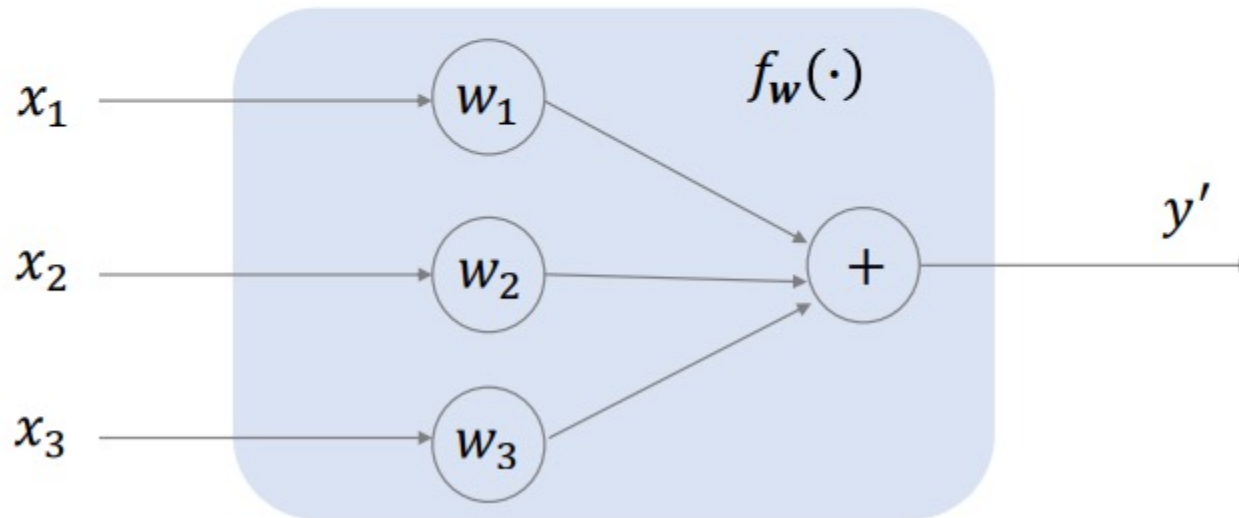 x₁ w₁ f_w(·)
x₂ w₂ + y′
x₃ w₃